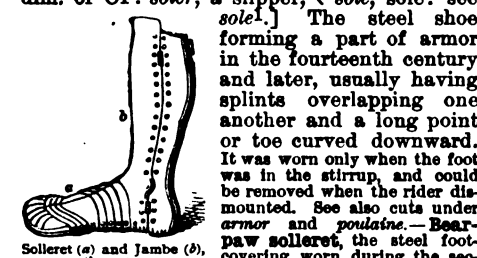 dim. of OF. soler, a slipper, < sole, sole: see
sole¹.] The steel shoe
forming a part of armor
in the fourteenth century
and later, usually having
splints overlapping one
another and a long point
or toe curved downward.
It was worn only when the foot
was in the stirrup, and could
be removed when the rider dis-
mounted. See also cuts under
armor and poulaine.—Bear-
paw solleret, the steel foot-
covering worn during the sec-
b
a
Solleret (a) and Jambe (b),